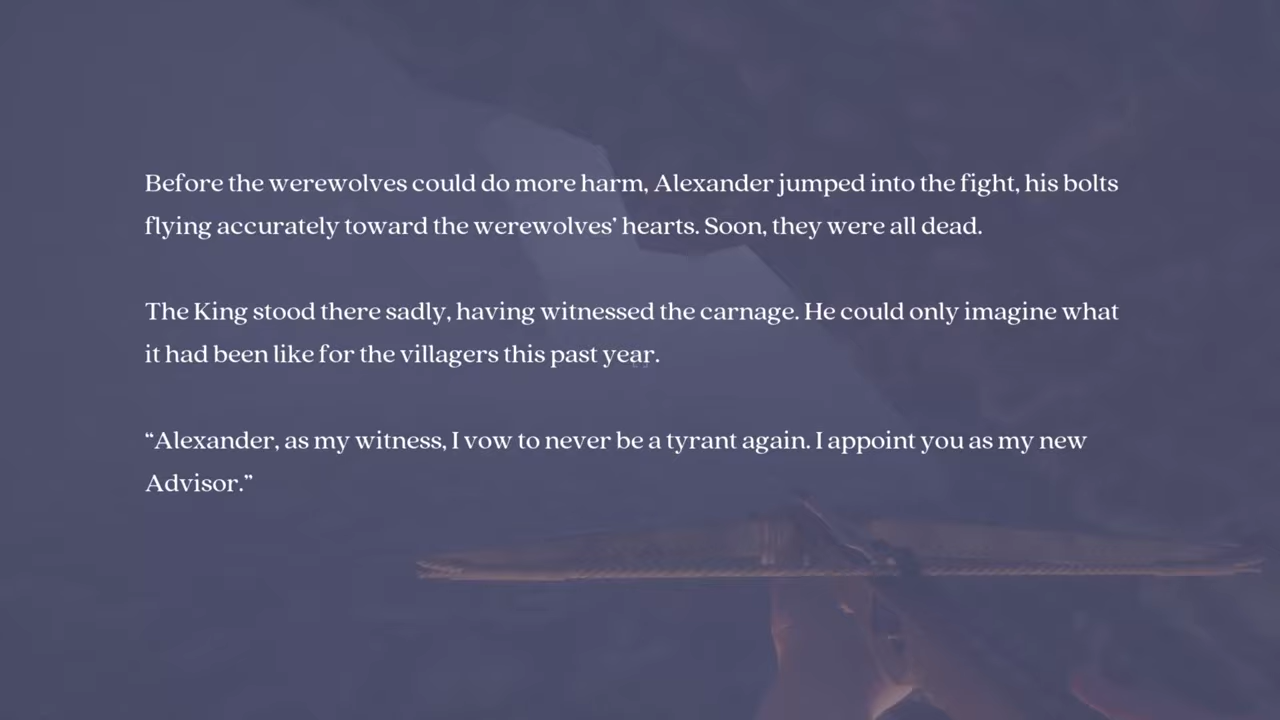 Before the werewolves could do more harm, Alexander jumped into the fight, his bolts
flying accurately toward the werewolves’ hearts. Soon, they were all dead.
The King stood there sadly, having witnessed the carnage. He could only imagine what
it had been like for the villagers this past year.
“Alexander, as my witness, I vow to never be a tyrant again. I appoint you as my new
Advisor.”